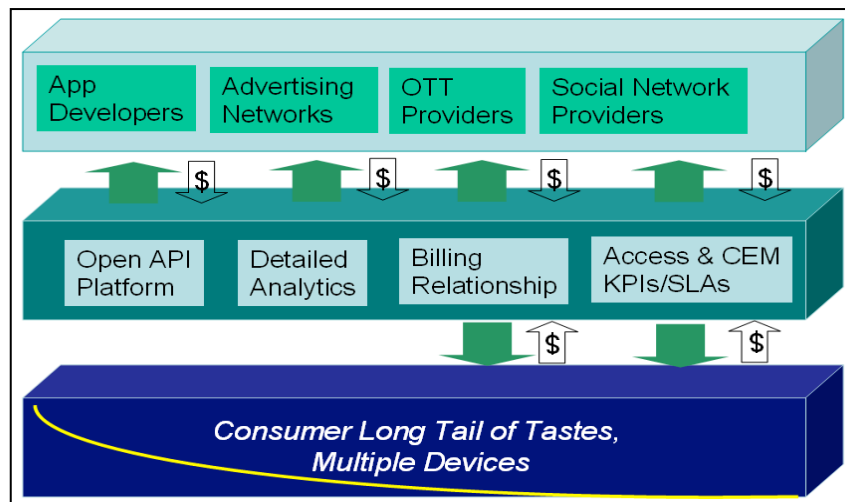 App
Developers
Advertising
Networks
OTT
Providers
Social Network
Providers
$ $ $ $
Open API
Platform
Detailed
Analytics
Billing
Relationship
Access & CEM
KPIs/SLAs
$ $
Consumer Long Tail of Tastes,
Multiple Devices